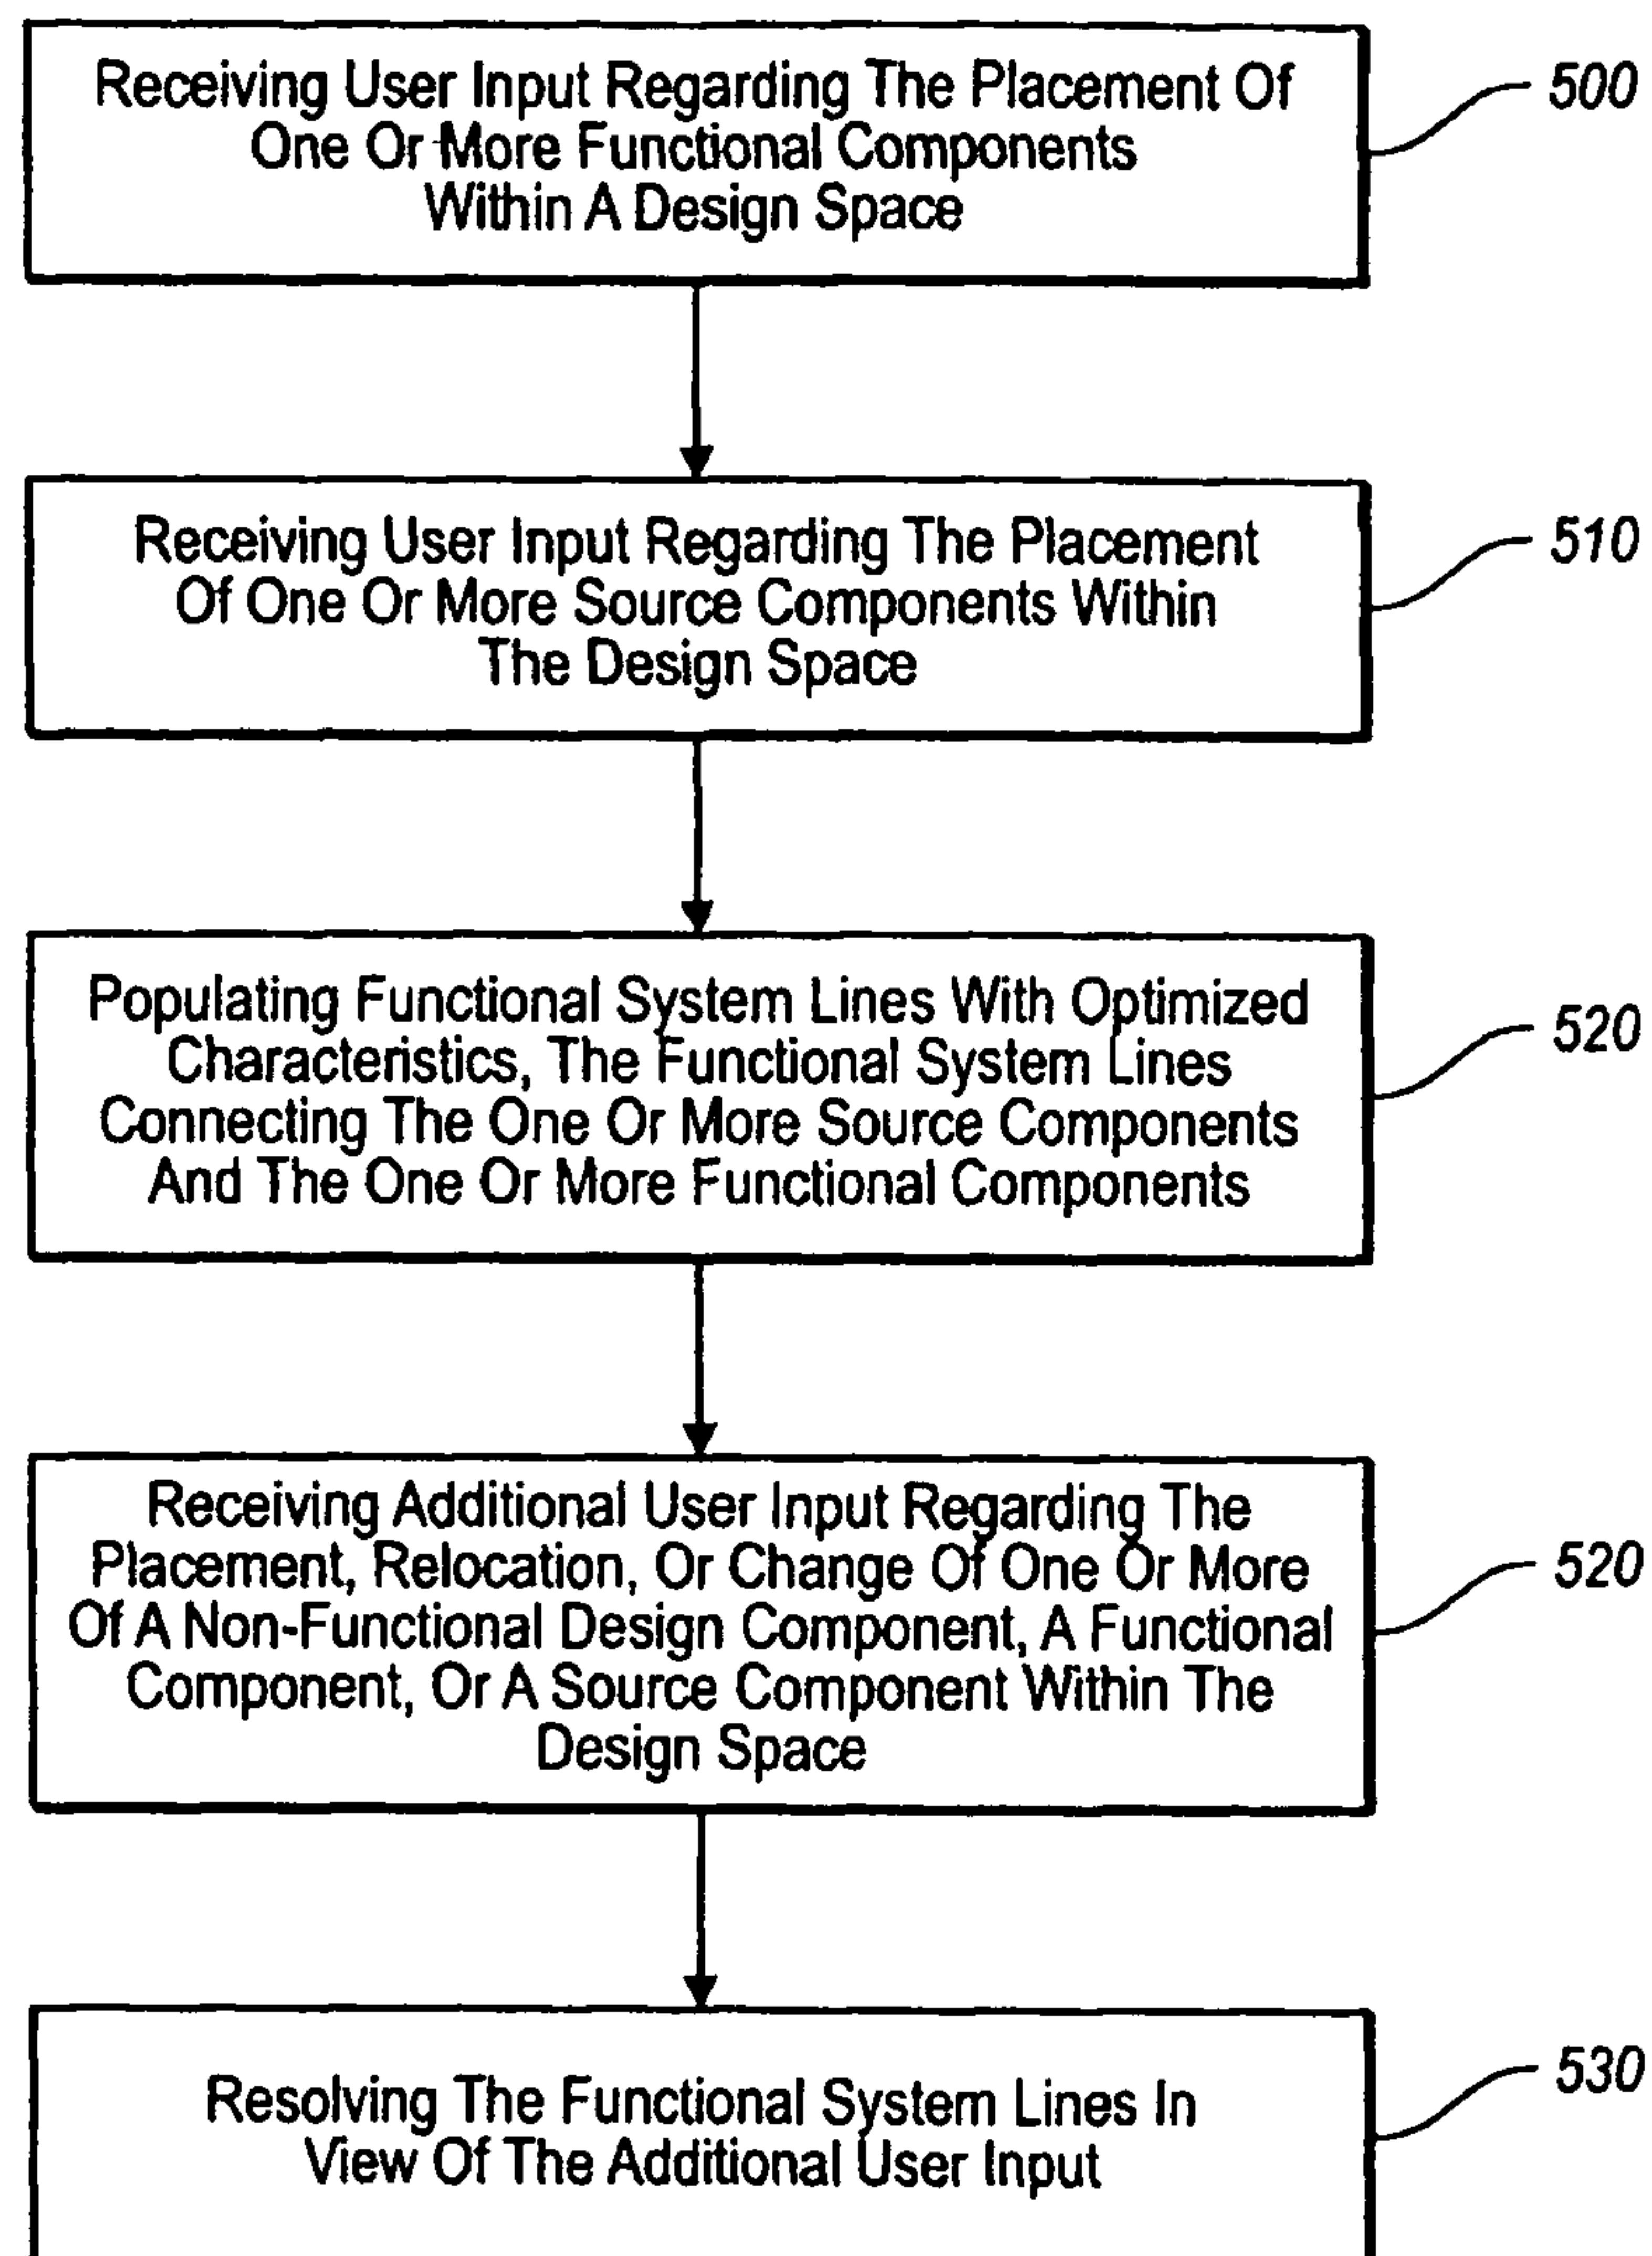 Receiving User Input Regarding The Placement Of
One Or More Functional Components
Within A Design Space
500
Receiving User Input Regarding The Placement
Of One Or More Source Components Within
The Design Space
510
Populating Functional System Lines With Optimized
Characteristics, The Functional System Lines
Connecting The One Or More Source Components
And The One Or More Functional Components
520
Receiving Additional User Input Regarding The
Placement, Relocation, Or Change Of One Or More
Of A Non-Functional Design Component, A Functional
Component, Or A Source Component Within The
Design Space
520
Resolving The Functional System Lines In
View Of The Additional User Input
530